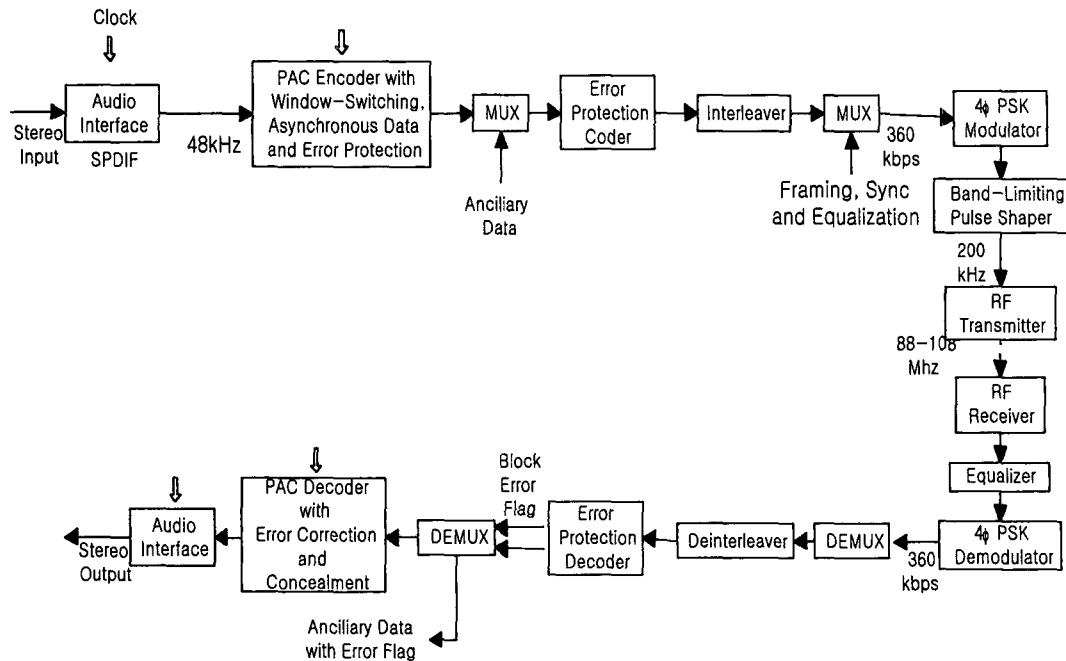 Clock
Audio
Interface
Stereo
Input
SPDIF
48kHz
PAC Encoder with
Window-Switching,
Asynchronous Data
and Error Protection
MUX
Ancillary
Data
Error
Protection
Coder
Interleaver
MUX
360
kbps
Framing, Sync
and Equalization
4ϕ PSK
Modulator
Band-Limiting
Pulse Shaper
200
kHz
RF
Transmitter
88-108
Mhz
RF
Receiver
Equalizer
4ϕ PSK
Demodulator
360
kbps
DEMUX
Deinterleaver
Error
Protection
Decoder
Block
Error
Flag
DEMUX
Ancillary Data
with Error Flag
PAC Decoder
with
Error Correction
and
Concealment
Audio
Interface
Stereo
Output